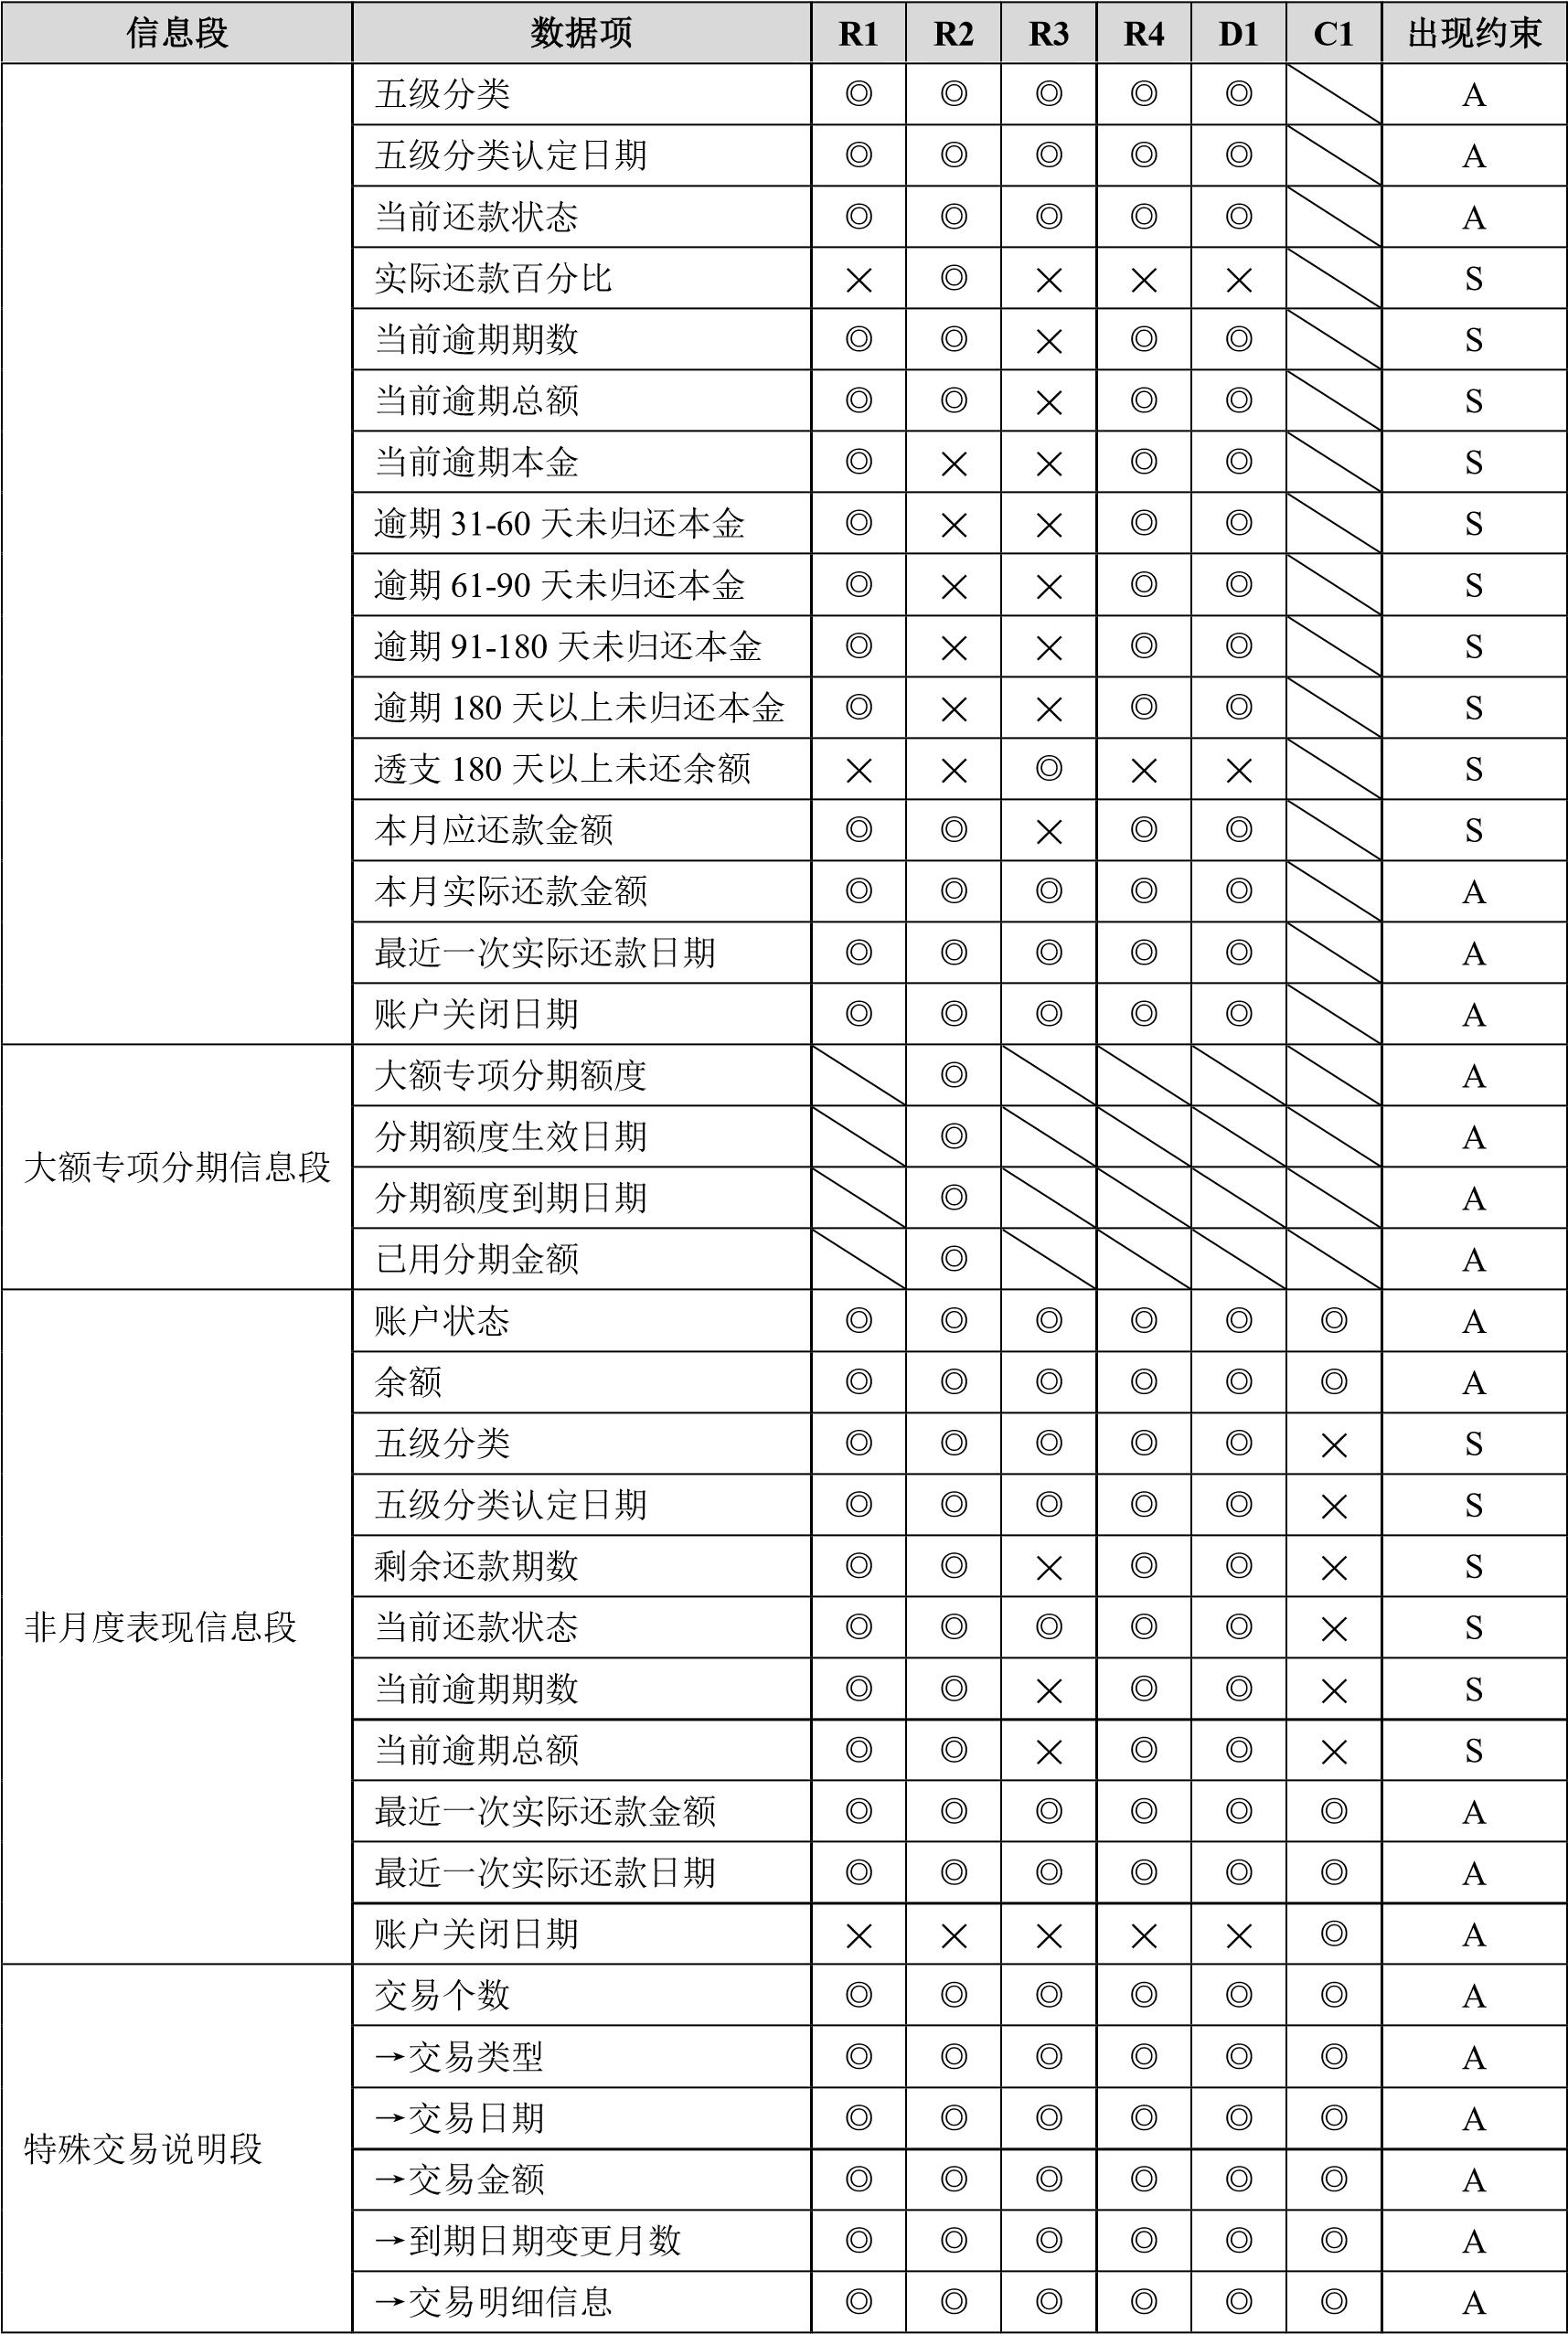 信息段 数据项 R1 R2 R3 R4 D1 C1 出现约束
五级分类 ◎ ◎ ◎ ◎ ◎ A
五级分类认定日期 ◎ ◎ ◎ ◎ ◎ A
当前还款状态 ◎ ◎ ◎ ◎ ◎ A
实际还款百分比 × ◎ × × × S
当前逾期期数 ◎ ◎ × ◎ ◎ S
当前逾期总额 ◎ ◎ × ◎ ◎ S
当前逾期本金 ◎ × × ◎ ◎ S
逾期 31-60 天未归还本金 ◎ × × ◎ ◎ S
逾期 61-90 天未归还本金 ◎ × × ◎ ◎ S
逾期 91-180 天未归还本金 ◎ × × ◎ ◎ S
逾期 180 天以上未归还本金 ◎ × × ◎ ◎ S
透支 180 天以上未还余额 × × ◎ × × S
本月应还款金额 ◎ ◎ × ◎ ◎ S
本月实际还款金额 ◎ ◎ ◎ ◎ ◎ A
最近一次实际还款日期 ◎ ◎ ◎ ◎ ◎ A
账户关闭日期 ◎ ◎ ◎ ◎ ◎ A
大额专项分期信息段
大额专项分期额度 ◎ A
分期额度生效日期 ◎ A
分期额度到期日期 ◎ A
已用分期金额 ◎ A
非月度表现信息段
账户状态 ◎ ◎ ◎ ◎ ◎ ◎ A
余额 ◎ ◎ ◎ ◎ ◎ ◎ A
五级分类 ◎ ◎ ◎ ◎ ◎ × S
五级分类认定日期 ◎ ◎ ◎ ◎ ◎ × S
剩余还款期数 ◎ ◎ × ◎ ◎ × S
当前还款状态 ◎ ◎ ◎ ◎ ◎ × S
当前逾期期数 ◎ ◎ × ◎ ◎ × S
当前逾期总额 ◎ ◎ × ◎ ◎ × S
最近一次实际还款金额 ◎ ◎ ◎ ◎ ◎ ◎ A
最近一次实际还款日期 ◎ ◎ ◎ ◎ ◎ ◎ A
账户关闭日期 × × × × × ◎ A
特殊交易说明段
交易个数 ◎ ◎ ◎ ◎ ◎ ◎ A
→交易类型 ◎ ◎ ◎ ◎ ◎ ◎ A
→交易日期 ◎ ◎ ◎ ◎ ◎ ◎ A
→交易金额 ◎ ◎ ◎ ◎ ◎ ◎ A
→到期日期变更月数 ◎ ◎ ◎ ◎ ◎ ◎ A
→交易明细信息 ◎ ◎ ◎ ◎ ◎ ◎ A